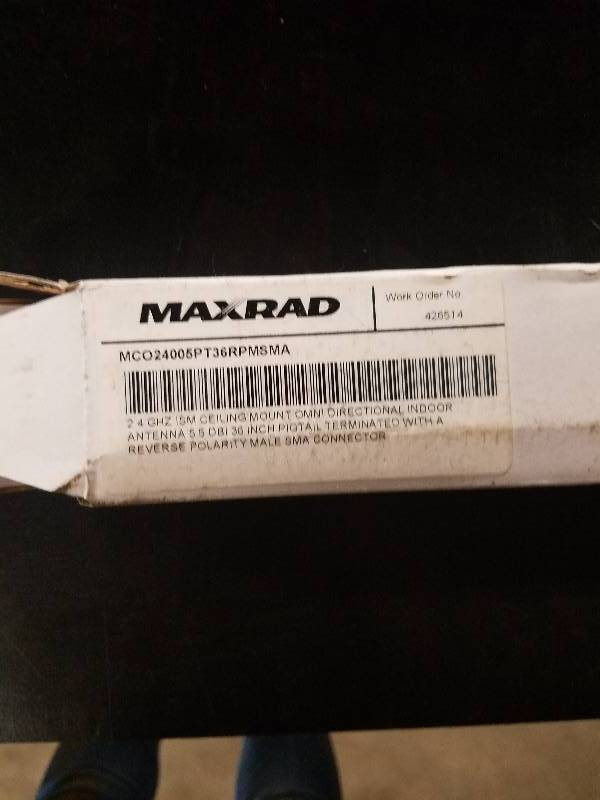 MAXRAD
Work Order No.
426514
MCO24005PT36RPMSMA
2.4 GHZ ISM CEILING MOUNT OMNI DIRECTIONAL INDOOR
ANTENNA 5.5 DBI 36 INCH PIGTAIL TERMINATED WITH A
REVERSE POLARITY MALE SMA CONNECTOR